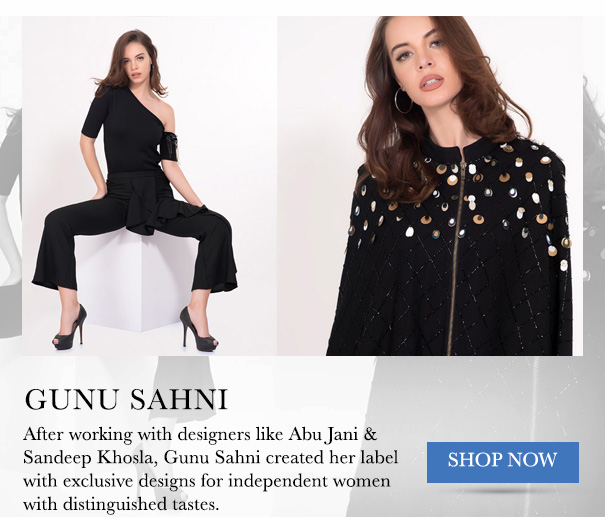 GUNU SAHNI
After working with designers like Abu Jani &
Sandeep Khosla, Gunu Sahni created her label
with exclusive designs for independent women
with distinguished tastes.
SHOP NOW